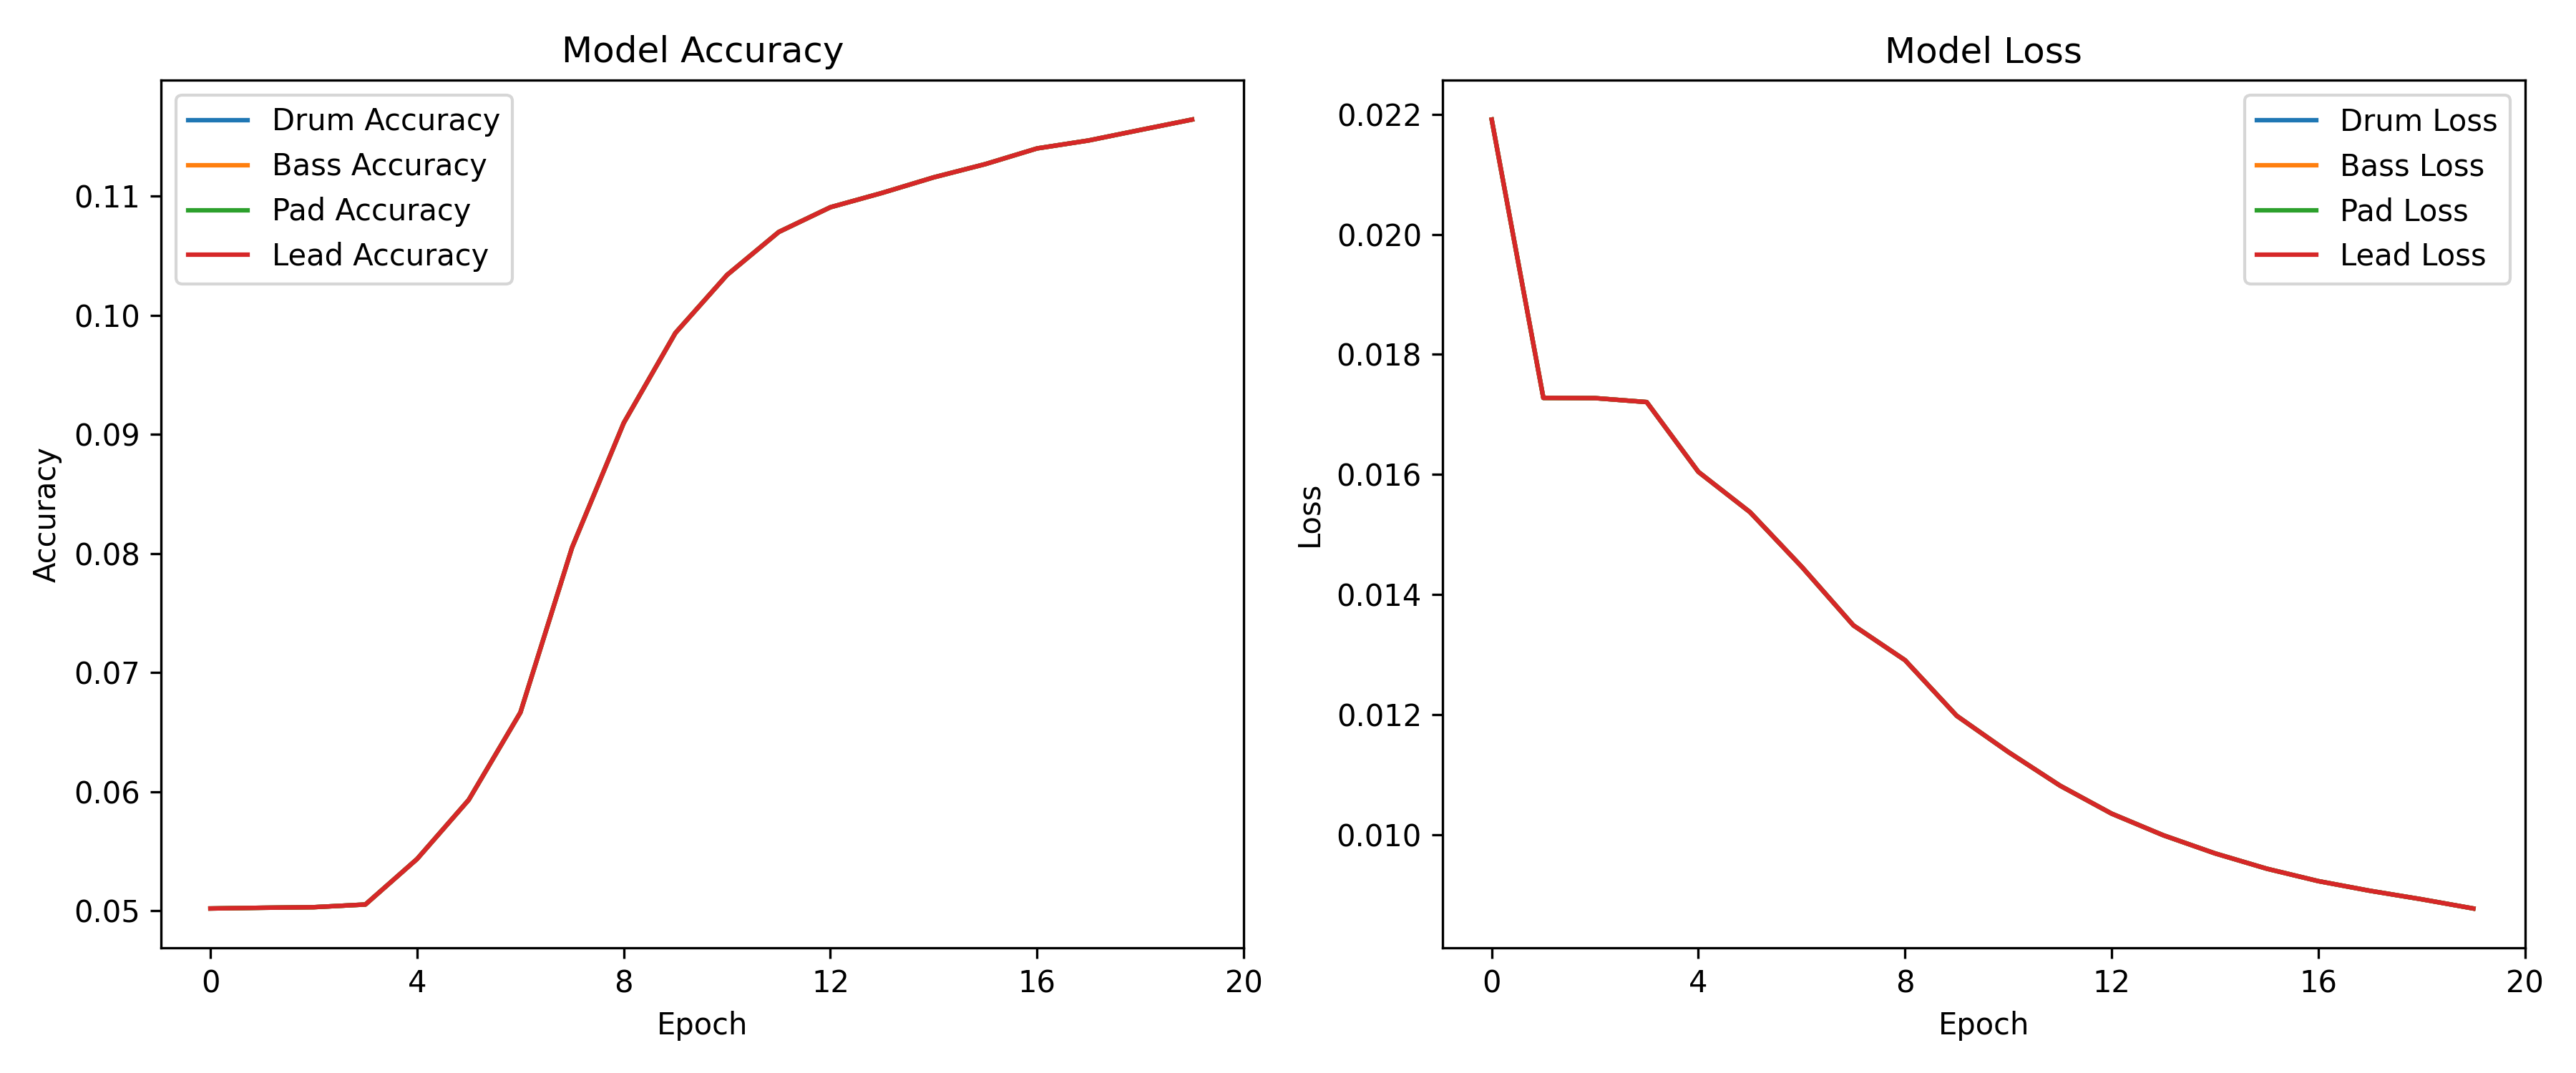 Model Accuracy
Drum Accuracy
Bass Accuracy
Pad Accuracy
Lead Accuracy
Accuracy
0.11
0.10
0.09
0.08
0.07
0.06
0.05
0 4 8 12 16 20
Epoch
Model Loss
Drum Loss
Bass Loss
Pad Loss
Lead Loss
Loss
0.022
0.020
0.018
0.016
0.014
0.012
0.010
0 4 8 12 16 20
Epoch